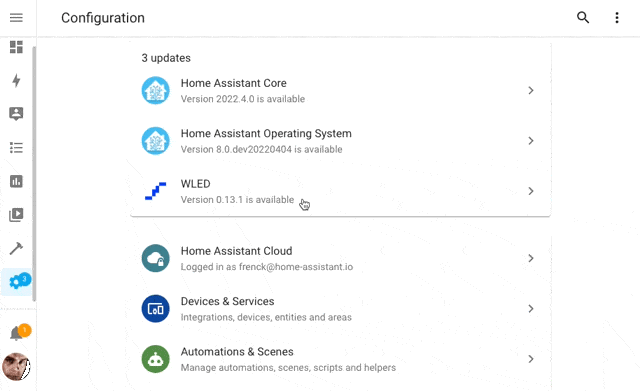 Configuration
3 updates
Home Assistant Core
Version 2022.4.0 is available
Home Assistant Operating System
Version 8.0.dev20220404 is available
WLED
Version 0.13.1 is available
Home Assistant Cloud
Logged in as frenck@home-assistant.io
Devices & Services
Integrations, devices, entities and areas
Automations & Scenes
Manage automations, scenes, scripts and helpers
3
1